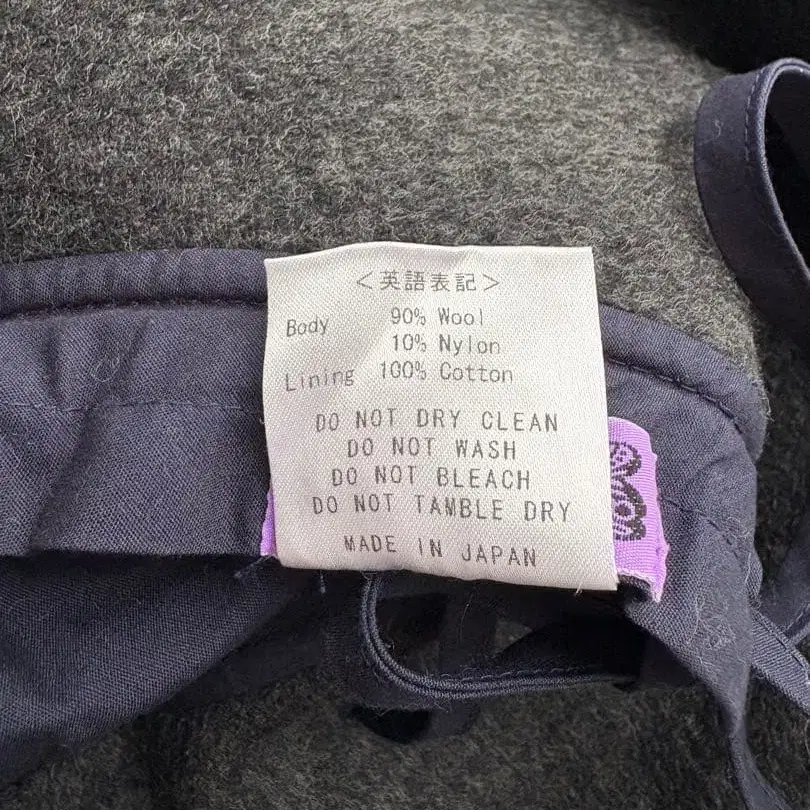 <英語表記>
Body 90% Wool
10% Nylon
Lining 100% Cotton
DO NOT DRY CLEAN
DO NOT WASH
DO NOT BLEACH
DO NOT TAMBLE DRY
MADE IN JAPAN